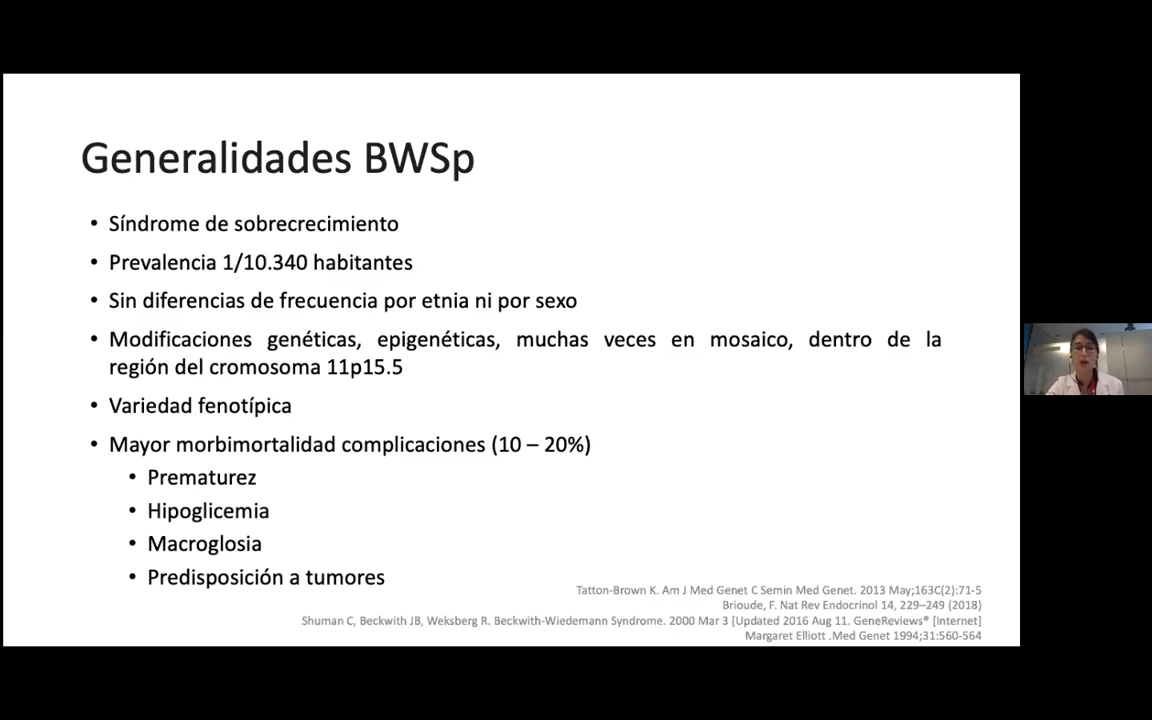 Generalidades BWSp
• Síndrome de sobrecrecimiento
• Prevalencia 1/10.340 habitantes
• Sin diferencias de frecuencia por etnia ni por sexo
• Modificaciones genéticas, epigenéticas, muchas veces en mosaico, dentro de la
región del cromosoma 11p15.5
• Variedad fenotípica
• Mayor morbimortalidad complicaciones (10 – 20%)
• Prematurez
• Hipoglicemia
• Macroglosia
• Predisposición a tumores
Tatton-Brown K. Am J Med Genet C Semin Med Genet. 2013 May;163C(2):71-5
Brioude, F. Nat Rev Endocrinol 14, 229–249 (2018)
Shuman C, Beckwith JB, Weksberg R. Beckwith-Wiedemann Syndrome. 2000 Mar 3 [Updated 2016 Aug 11. GeneReviews® [Internet]
Margaret Elliott .Med Genet 1994;31:560-564